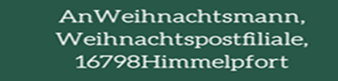 AnWeihnachtsmann,
Weihnachtspostfiliale,
16798Himmelpfort